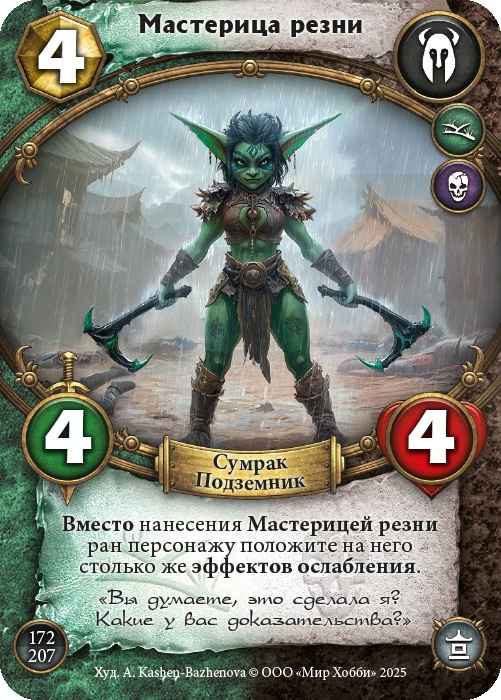 Мастерица резни
4
4
4
Сумрак
Подземник
Вместо нанесения Мастерицей резни
ран персонажу положите на него
столько же эффектов ослабления.
«Вы думаете, это сделала я?
Какие у вас доказательства?»
172
207
Худ. A. Kashen-Bazhenova © ООО «Мир Хобби» 2025